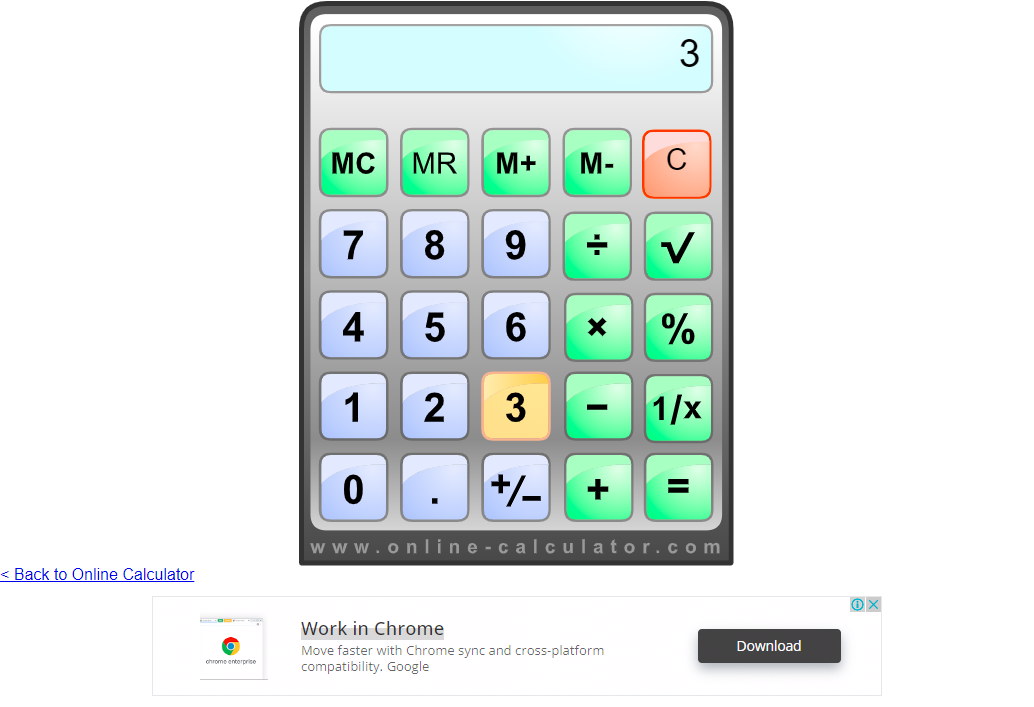 3
MC MR M+ M- C
7 8 9 ÷ √
4 5 6 × %
1 2 3 − 1/x
0 . +/− + =
www.online-calculator.com
< Back to Online Calculator
Work in Chrome
Move faster with Chrome sync and cross-platform
compatibility. Google
Download
chrome enterprise